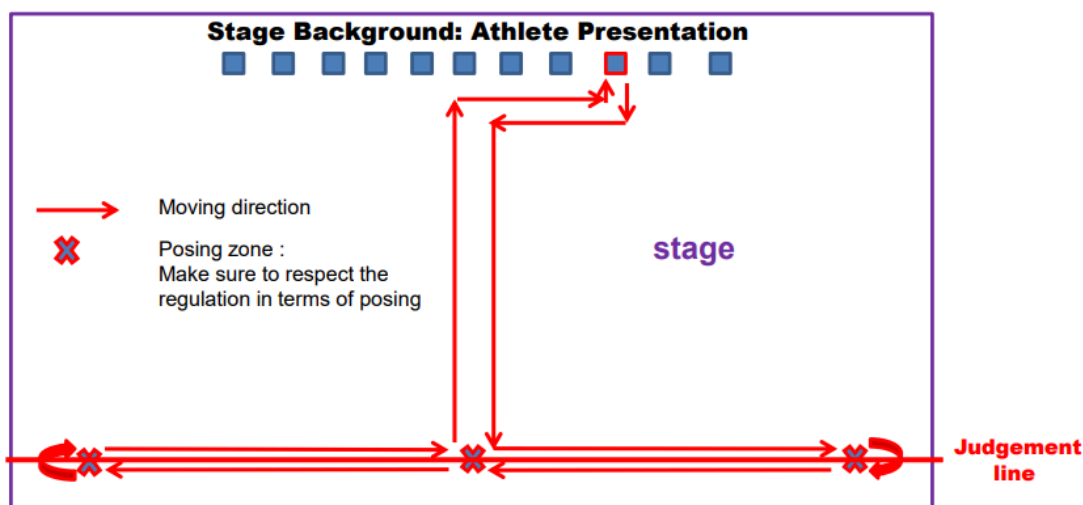 Stage Background: Athlete Presentation
Moving direction
Posing zone :
Make sure to respect the
regulation in terms of posing
stage
Judgement
line